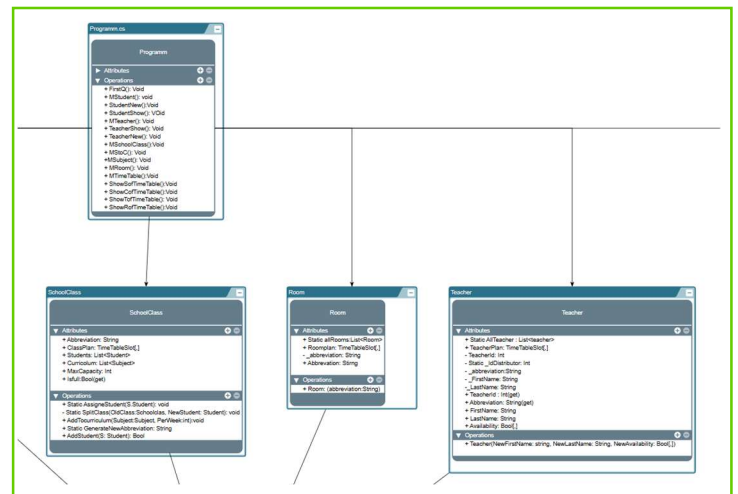 Programm.cs
Programm
Attributes
Operations
+ FirstQ(): Void
+ MStudent(): void
+ StudentNew():Void
+ StudentShow(): VOid
+ MTeacher(): Void
+ TeacherShow(): Void
+ TeacherNew(): Void
+ MSchoolClass():Void
+ MStoC(): Void
+MSubject(): Void
+ MRoom(): Void
+ MTimeTable():Void
+ ShowSofTimeTable():Void
+ ShowCofTimeTable():Void
+ ShowTofTimeTable():Void
+ ShowRofTimeTable():Void
SchoolClass
SchoolClass
Attributes
+ Abbreviation: String
+ ClassPlan: TimeTableSlot[,]
- Students: List<Student>
+ Curricolum: List<Subject>
+ MaxCapacity: Int
+ Isfull:Bool(get)
Operations
+ Static AssigneStudent(S.Student): void
- Static SplitClass(OldClass:Schoolclas, NewStudent: Student): void
+ AddTocurriculum(Subject:Subject, PerWeek:int):void
+ Static GenerateNewAbbreviation: String
+ AddStudent(S: Student): Bool
Room
Room
Attributes
+ Static allRooms:List<Room>
+ Roomplan: TimeTableSlot[,]
- _abbreviation: String
+ Abbrevation: String
Operations
+ Room: (abbreviation:String)
Teacher
Teacher
Attributes
+ Static AllTeacher : List<teacher>
+ TeacherPlan: TimeTableSlot[,]
- TeacherId: Int
- Static _IdDistributor: Int
- _abbreviation:String
- _FirstName: String
-_LastName: String
+ TeacherId : Int(get)
+ Abbreviation: String(get)
+ FirstName: String
+ LastName: String
+ Availability: Bool[,]
Operations
+ Teacher(NewFirstName: string, NewLastName: String, NewAvailability: Bool[,])